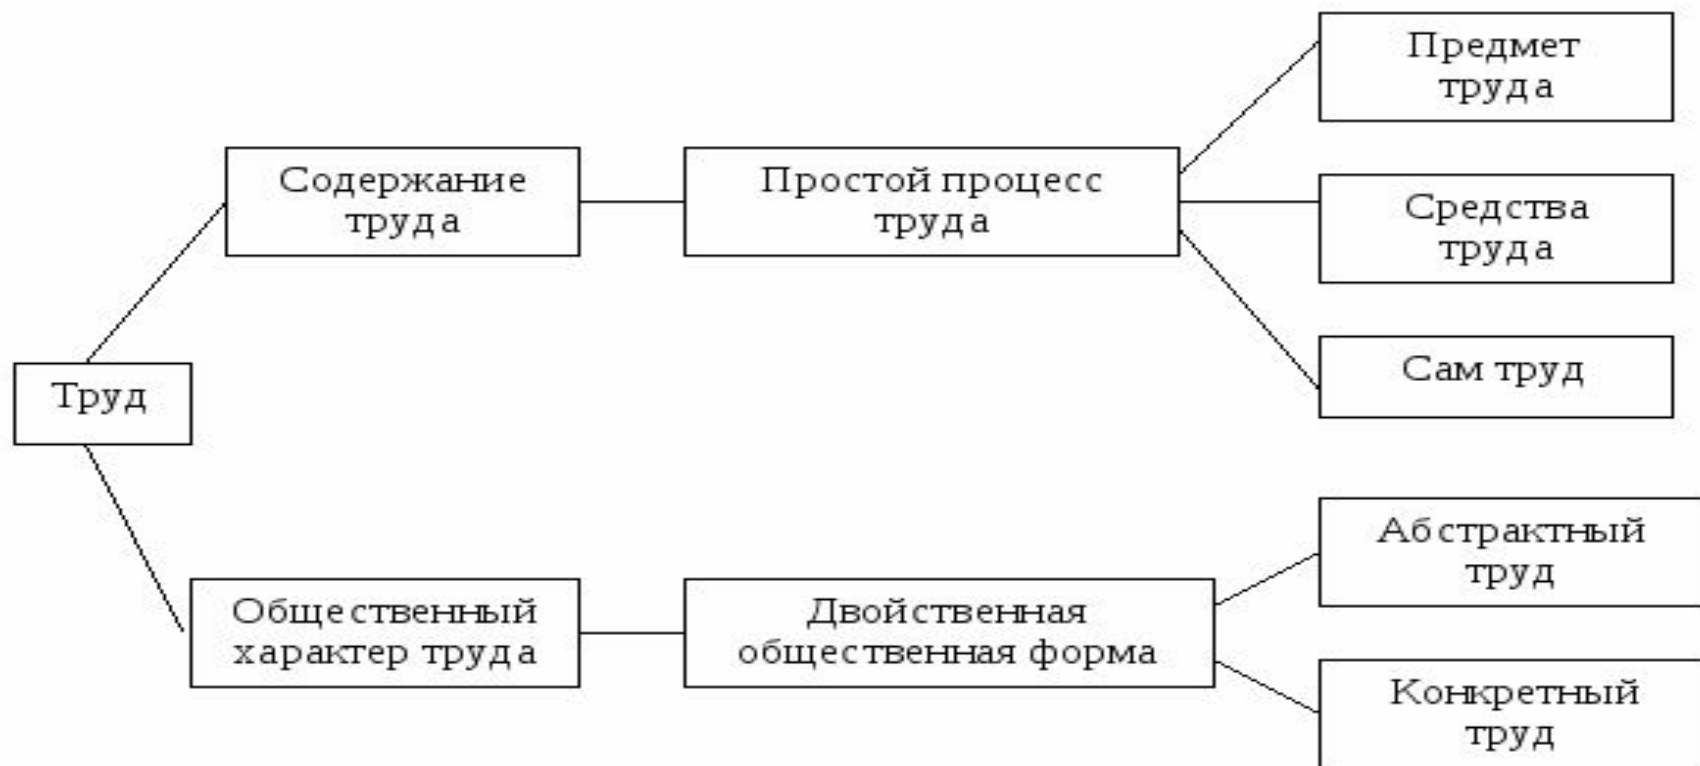 Предмет
труда
Содержание
труда
Простой процесс
труда
Средства
труда
Сам труд
Труд
Общественный
характер труда
Двойственная
общественная форма
Абстрактный
труд
Конкретный
труд